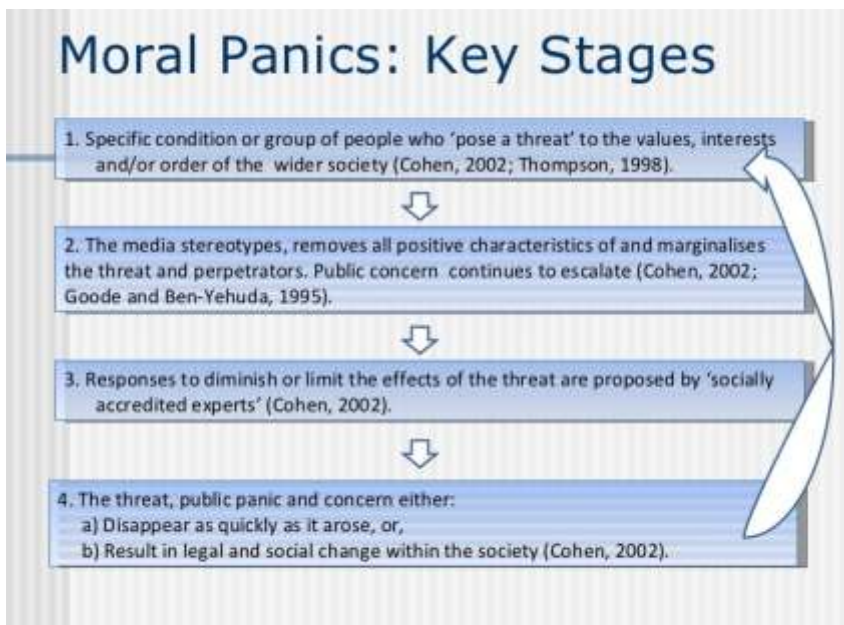 Moral Panics: Key Stages
1. Specific condition or group of people who ‘pose a threat’ to the values, interests
and/or order of the wider society (Cohen, 2002; Thompson, 1998).
2. The media stereotypes, removes all positive characteristics of and marginalises
the threat and perpetrators. Public concern continues to escalate (Cohen, 2002;
Goode and Ben-Yehuda, 1995).
3. Responses to diminish or limit the effects of the threat are proposed by ‘socially
accredited experts’ (Cohen, 2002).
4. The threat, public panic and concern either:
a) Disappear as quickly as it arose, or,
b) Result in legal and social change within the society (Cohen, 2002).